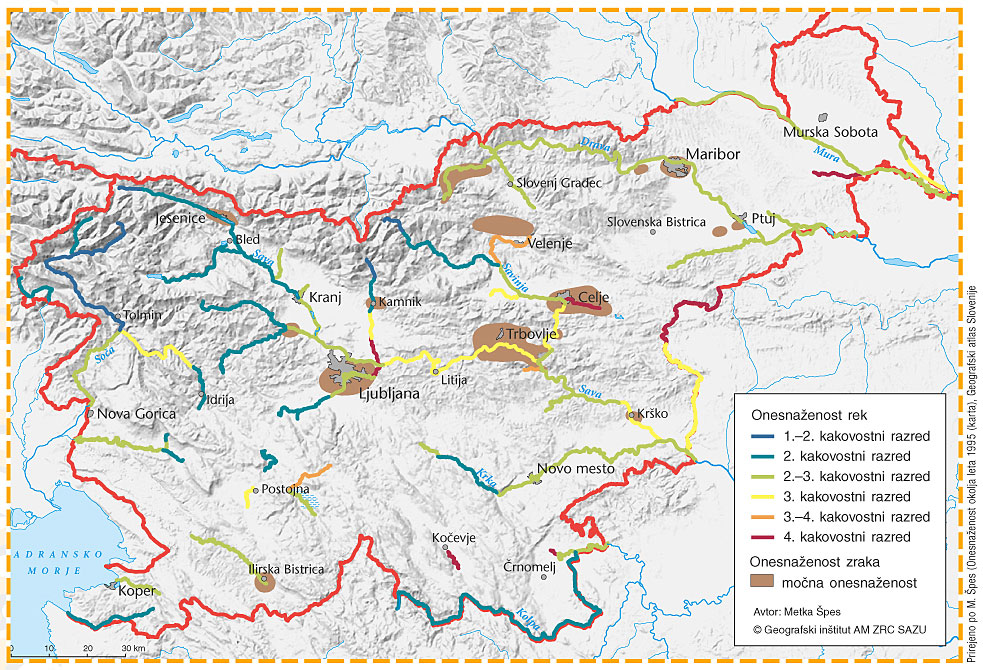 Murska Sobota
Mura
Drava
Maribor
Slovenj Gradec
Jesenice
Slovenska Bistrica
Ptuj
Bled
Velenje
Sava
Savinja
Kranj
Kamnik
Celje
Tolmin
Trbovlje
Soča
Litija
Idrija
Ljubljana
Sava
Nova Gorica
Krško
Krka
Novo mesto
Postojna
Kočevje
ADRANSKO
MORJE
Ilirska Bistrica
Črnomelj
Koper
Kolpa
0 10 20 30 km
Onesnaženost rek
1.–2. kakovostni razred
2. kakovostni razred
2.–3. kakovostni razred
3. kakovostni razred
3.–4. kakovostni razred
4. kakovostni razred
Onesnaženost zraka
močna onesnaženost
Avtor: Metka Špes
© Geografski inštitut AM ZRC SAZU
Prirejeno po M. Špes (Onesnaženost okolja leta 1995 (karta), Geografski atlas Slovenije